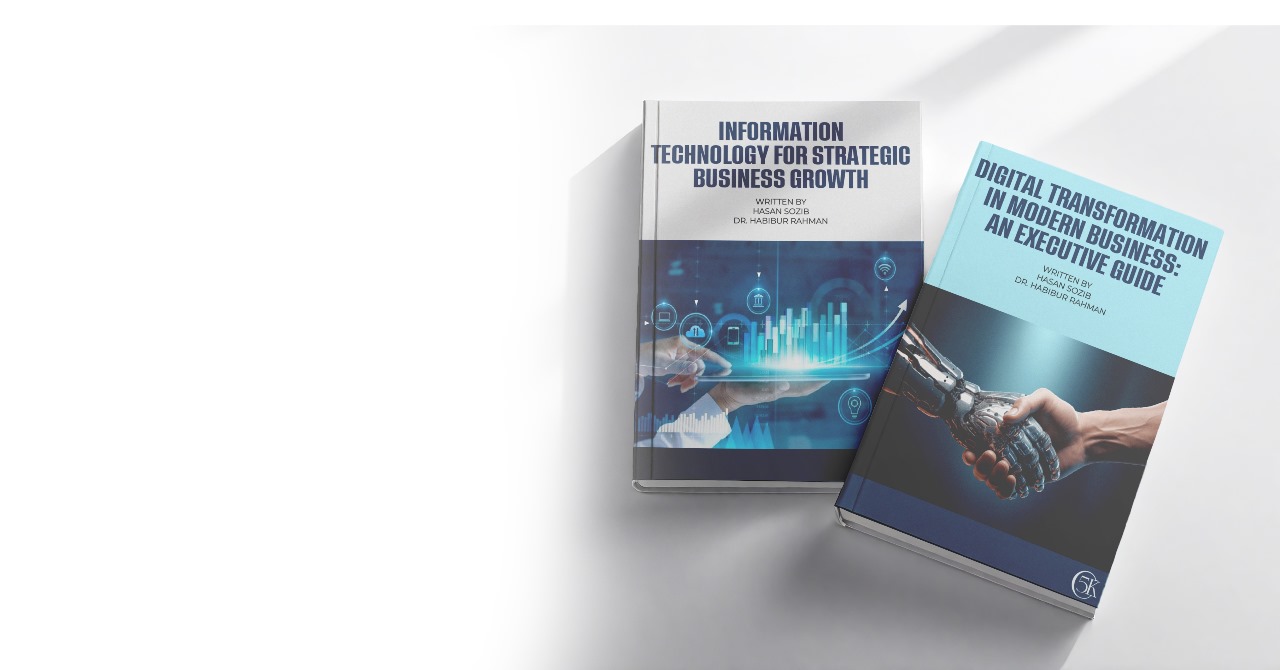 INFORMATION
TECHNOLOGY FOR STRATEGIC
BUSINESS GROWTH
WRITTEN BY
HASAN SOZIB
DR. HABIBUR RAHMAN
DIGITAL TRANSFORMATION
IN MODERN BUSINESS:
AN EXECUTIVE GUIDE
WRITTEN BY
HASAN SOZIB
DR. HABIBUR RAHMAN